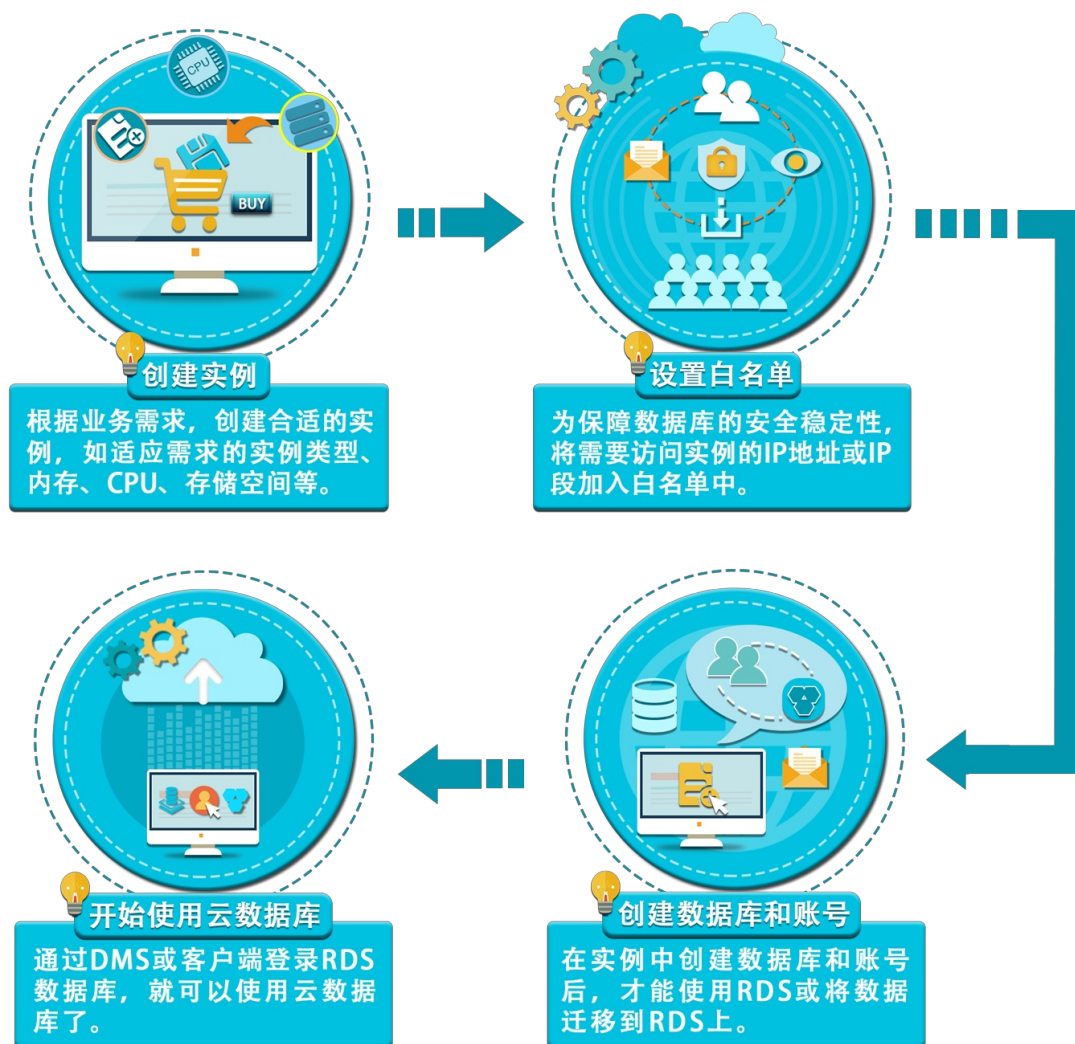 CPU
BUY
创建实例
根据业务需求，创建合适的实
例，如适应需求的实例类型、
内存、CPU、存储空间等。
设置白名单
为保障数据库的安全稳定性，
将需要访问实例的IP地址或IP
段加入白名单中。
创建数据库和账号
在实例中创建数据库和账号
后，才能使用RDS或将数据
迁移到RDS上。
开始使用云数据库
通过DMS或客户端登录RDS
数据库，就可以使用云数据
库了。